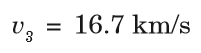 v₃ = 16.7 km/s